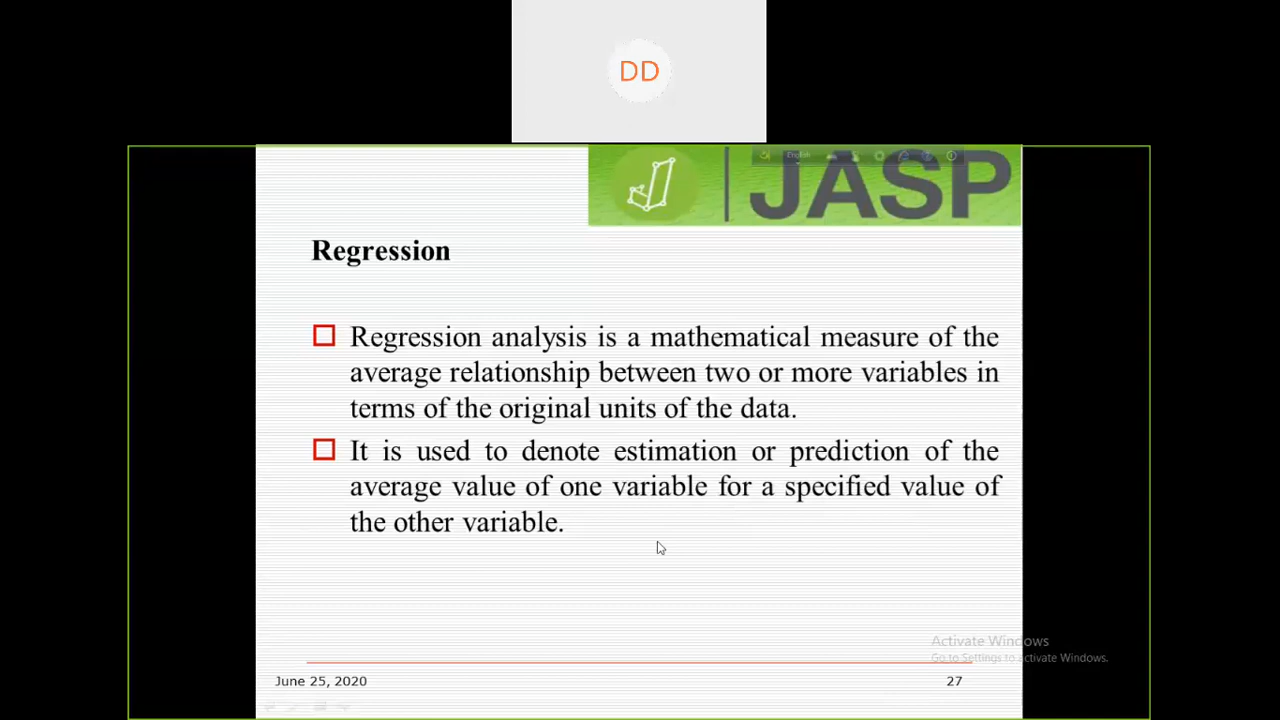 DD
English
JASP
Regression
Regression analysis is a mathematical measure of the
average relationship between two or more variables in
terms of the original units of the data.
It is used to denote estimation or prediction of the
average value of one variable for a specified value of
the other variable.
Activate Windows
Go to Settings to activate Windows.
June 25, 2020
27